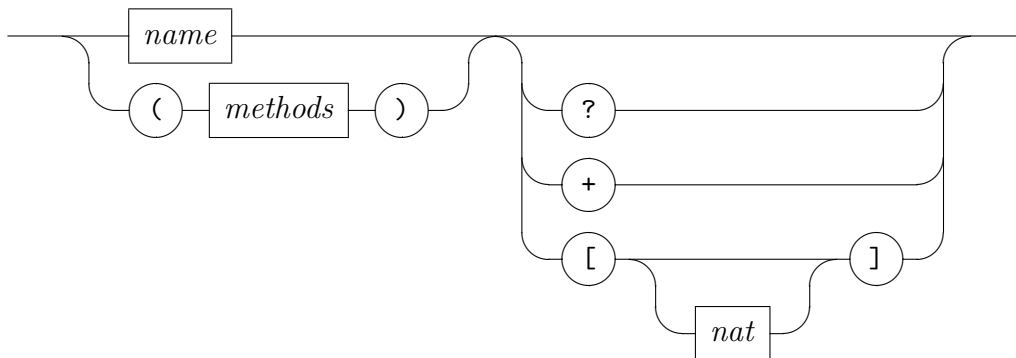 name
( methods )
?
+
[ ]
nat